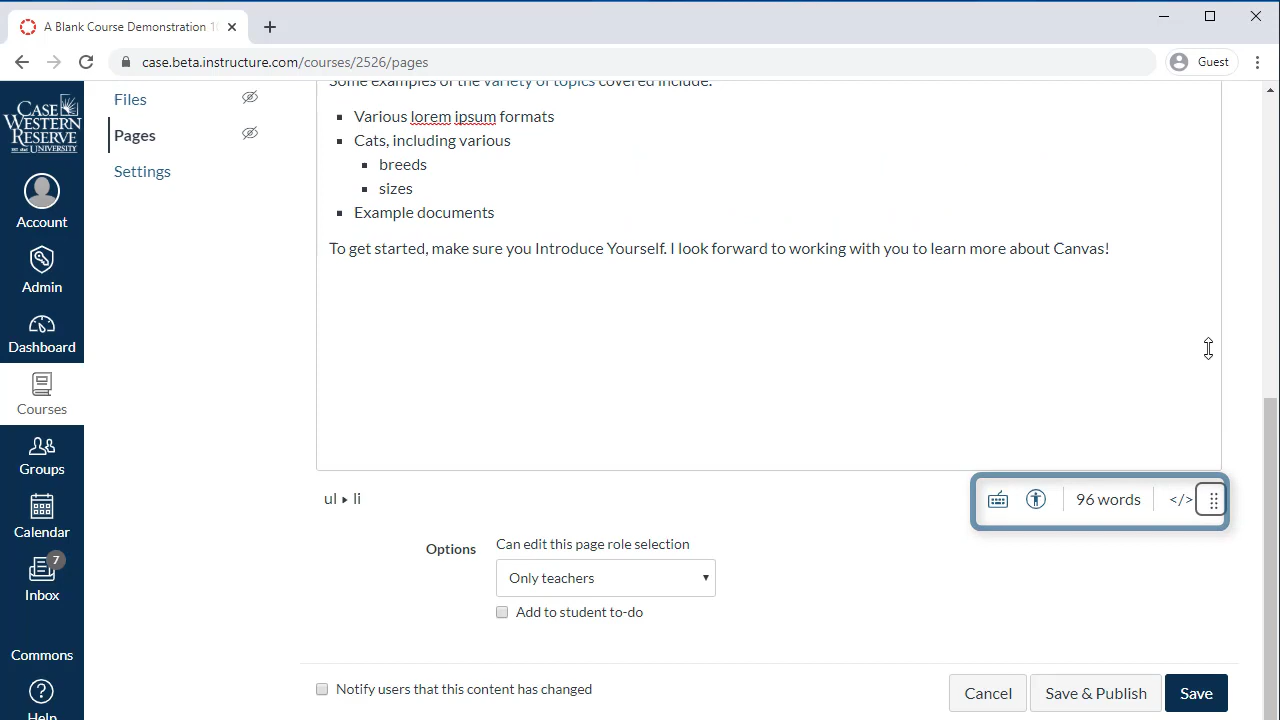 A Blank Course Demonstration 10
case.beta.instructure.com/courses/2526/pages
Guest
CASE
WESTERN
RESERVE
UNIVERSITY
Account
Admin
Dashboard
Courses
Groups
Calendar
7
Inbox
Commons
Help
Files
Pages
Settings
Some examples of the variety of topics covered include:
Various lorem ipsum formats
Cats, including various
breeds
sizes
Example documents
To get started, make sure you Introduce Yourself. I look forward to working with you to learn more about Canvas!
ul ▸ li
96 words
</>
Options
Can edit this page role selection
Only teachers
Add to student to-do
Notify users that this content has changed
Cancel
Save & Publish
Save